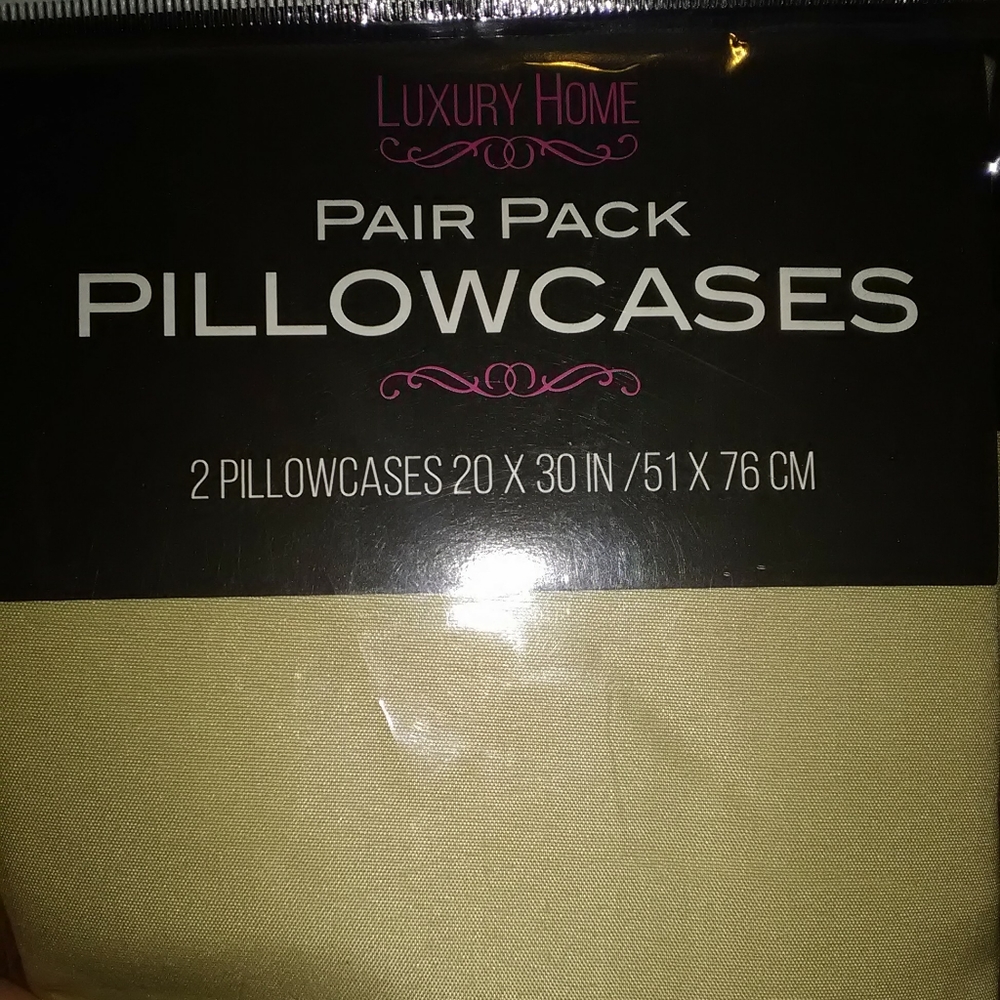 LUXURY HOME
PAIR PACK
PILLOWCASES
2 PILLOWCASES 20 X 30 IN / 51 X 76 CM